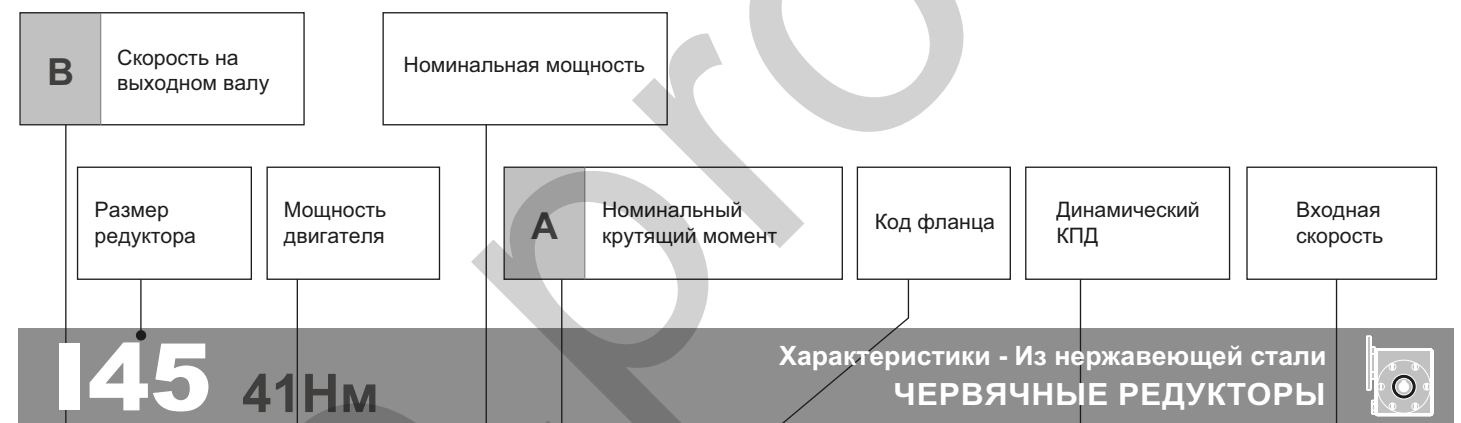 B
Скорость на
выходном валу
Номинальная мощность
Размер
редуктора
Мощность
двигателя
A
Номинальный
крутящий момент
Код фланца
Динамический
КПД
Входная
скорость
I45 41Нм
Характеристики - Из нержавеющей стали
ЧЕРВЯЧНЫЕ РЕДУКТОРЫ
pro